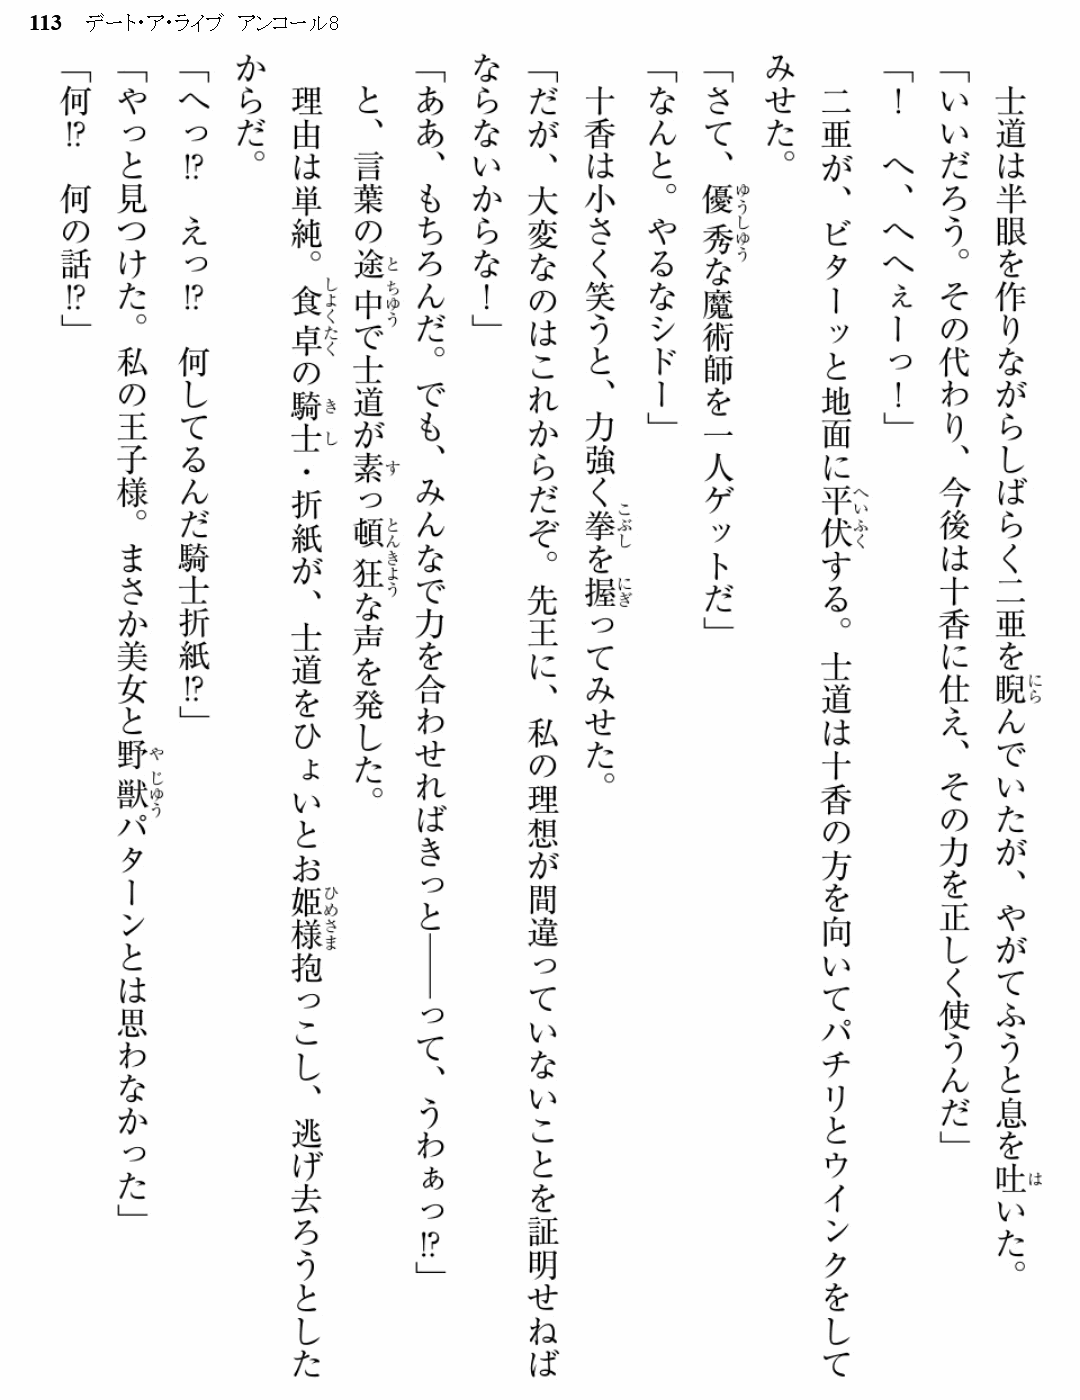 113 デート・ア・ライブ アンコール8
　士道は半眼を作りながらしばらく二亜を睨んでいたが、やがてふうと息を吐いた。
「いいだろう。その代わり、今後は十香に仕え、その力を正しく使うんだ」
「！　へ、へへぇーっ！」
　二亜が、ビターッと地面に平伏する。士道は十香の方を向いてパチリとウインクをして
みせた。
「さて、優秀な魔術師を一人ゲットだ」
「なんと。やるなシドー」
　十香は小さく笑うと、力強く拳を握ってみせた。
「だが、大変なのはこれからだぞ。先王に、私の理想が間違っていないことを証明せねば
ならないからな！」
「ああ、もちろんだ。でも、みんなで力を合わせればきっと――って、うわぁっ!?」
　と、言葉の途中で士道が素っ頓狂な声を発した。
　理由は単純。食卓の騎士・折紙が、士道をひょいとお姫様抱っこし、逃げ去ろうとした
からだ。
「へっ!?　えっ!?　何してるんだ騎士折紙!?」
「やっと見つけた。私の王子様。まさか美女と野獣パターンとは思わなかった」
「何!?　何の話!?」